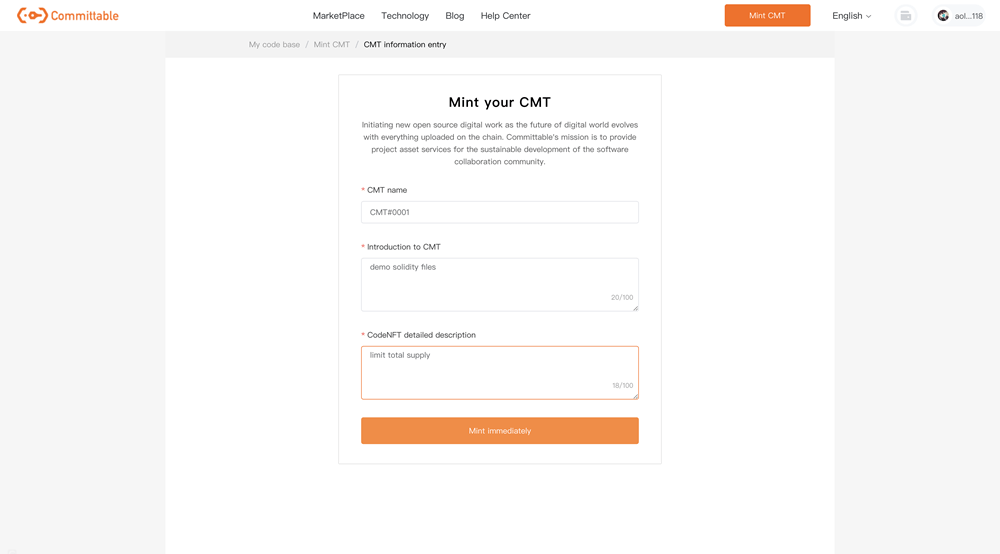 Committable
MarketPlace Technology Blog Help Center
Mint CMT
English
aol...118
My code base / Mint CMT / CMT information entry
Mint your CMT
Initiating new open source digital work as the future of digital world evolves
with everything uploaded on the chain. Committable's mission is to provide
project asset services for the sustainable development of the software
collaboration community.
* CMT name
CMT#0001
* Introduction to CMT
demo solidity files
20/100
* CodeNFT detailed description
limit total supply
18/100
Mint immediately